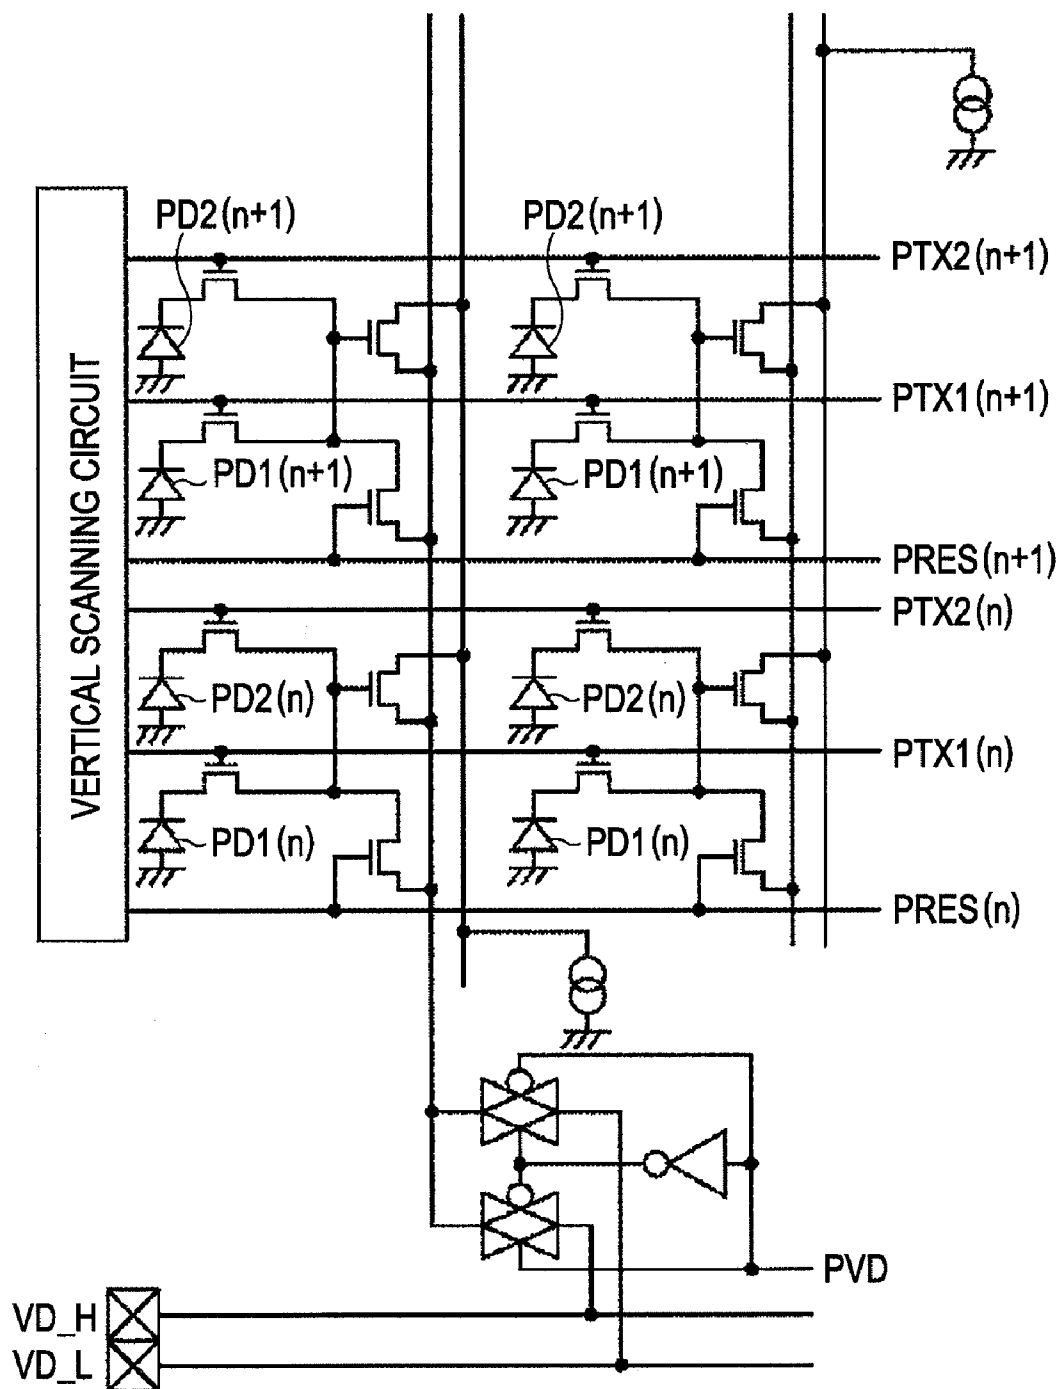 PD2(n+1)
PD2(n+1)
PTX2(n+1)
VERTICAL SCANNING CIRCUIT
PTX1(n+1)
PD1(n+1)
PD1(n+1)
PRES(n+1)
PTX2(n)
PD2(n)
PD2(n)
PTX1(n)
PD1(n)
PD1(n)
PRES(n)
PVD
VD_H
VD_L